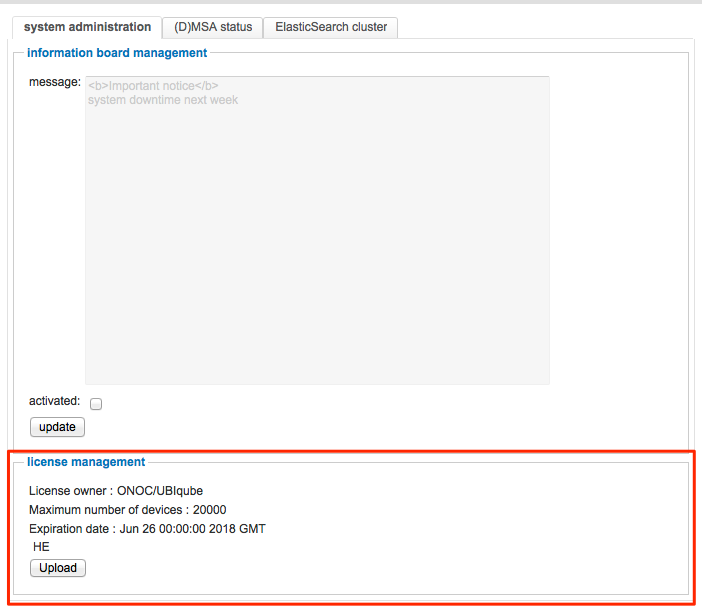 system administration (D)MSA status ElasticSearch cluster
information board management
message:
<b>Important notice</b>
system downtime next week
activated:
update
license management
License owner : ONOC/UBIqube
Maximum number of devices : 20000
Expiration date : Jun 26 00:00:00 2018 GMT
HE
Upload